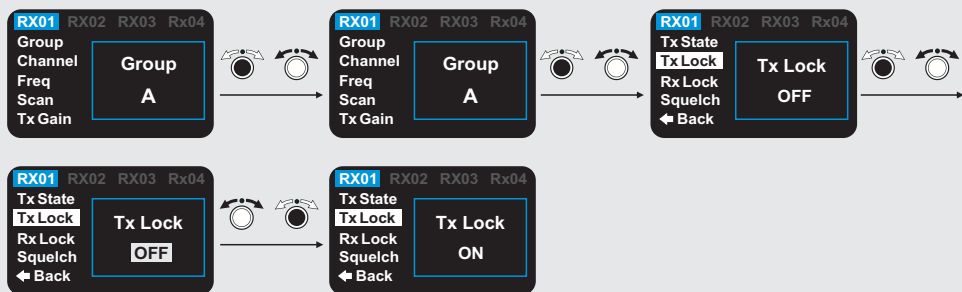 RX01 RX02 RX03 Rx04
Group
Channel
Freq
Scan
Tx Gain
Group
A
RX01 RX02 RX03 Rx04
Group
Channel
Freq
Scan
Tx Gain
Group
A
RX01 RX02 RX03 Rx04
Tx State
Tx Lock
Rx Lock
Squelch
Back
Tx Lock
OFF
RX01 RX02 RX03 Rx04
Tx State
Tx Lock
Rx Lock
Squelch
Back
Tx Lock
OFF
RX01 RX02 RX03 Rx04
Tx State
Tx Lock
Rx Lock
Squelch
Back
Tx Lock
ON